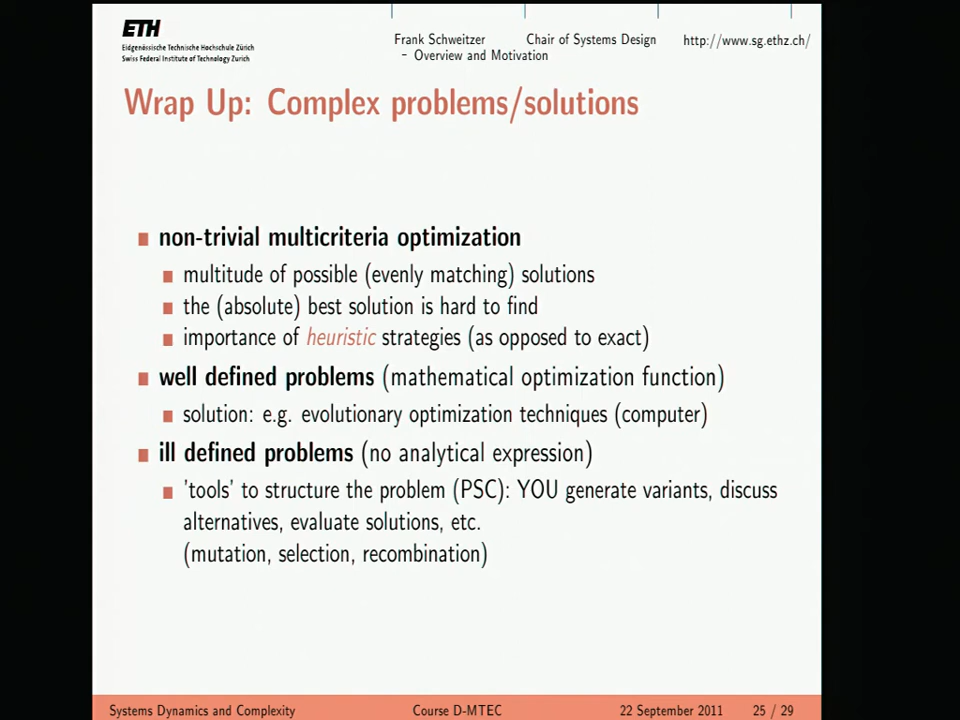 ETH
Eidgenössische Technische Hochschule Zürich
Swiss Federal Institute of Technology Zurich
Frank Schweitzer Chair of Systems Design http://www.sg.ethz.ch/
– Overview and Motivation
Wrap Up: Complex problems/solutions
non-trivial multicriteria optimization
multitude of possible (evenly matching) solutions
the (absolute) best solution is hard to find
importance of heuristic strategies (as opposed to exact)
well defined problems (mathematical optimization function)
solution: e.g. evolutionary optimization techniques (computer)
ill defined problems (no analytical expression)
'tools' to structure the problem (PSC): YOU generate variants, discuss
alternatives, evaluate solutions, etc.
(mutation, selection, recombination)
Systems Dynamics and Complexity Course D-MTEC 22 September 2011 25 / 29